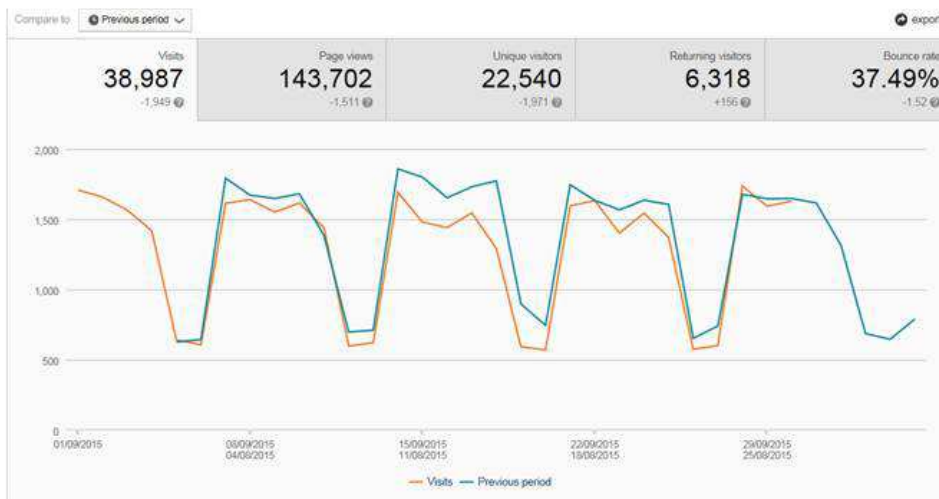 Compare to Previous period export
Visits Page views Unique visitors Returning visitors Bounce rate
38,987 143,702 22,540 6,318 37.49%
-1,949 ? -1,511 ? -1,971 ? +156 ? -1.52 ?
2,000
1,500
1,000
500
0
01/09/2015 08/09/2015 15/09/2015 22/09/2015 29/09/2015
04/08/2015 11/08/2015 18/08/2015 25/08/2015
Visits Previous period